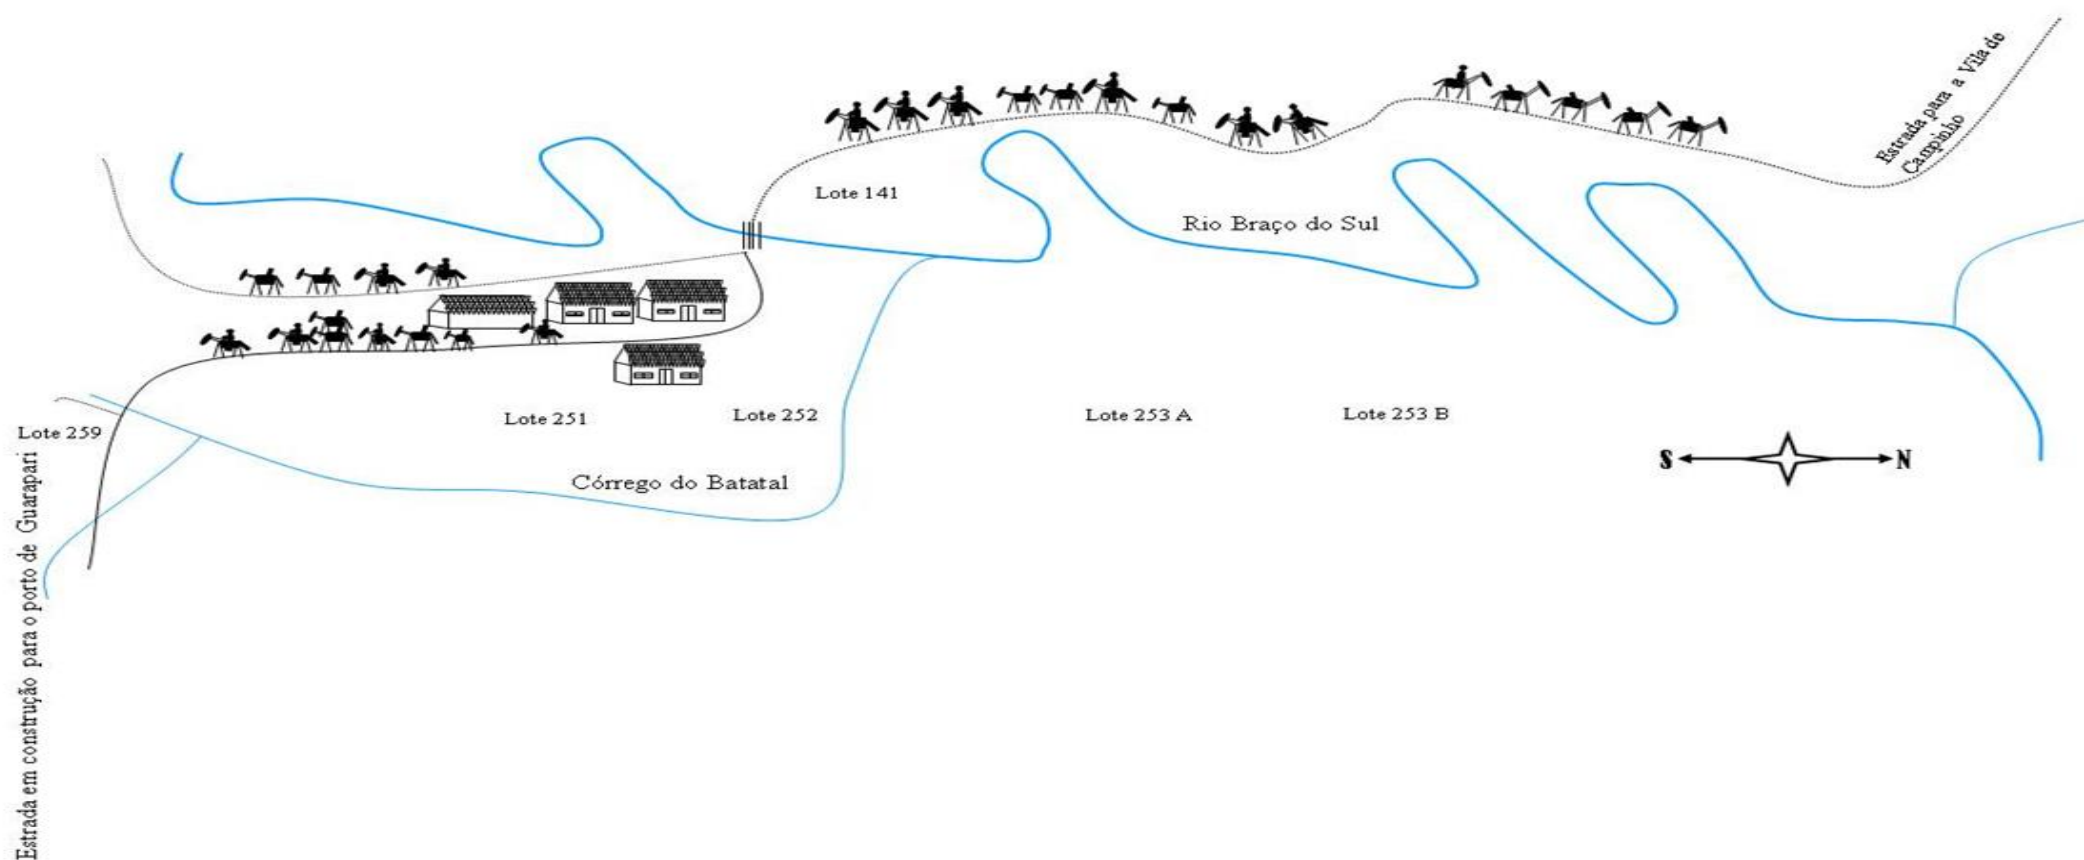 Estrada para a Vila de
Campinho
Lote 141
Rio Braço do Sul
Lote 251
Lote 252
Lote 253 A
Lote 253 B
Lote 259
S
N
Córrego do Batatal
Estrada em construção para o porto de Guarapari